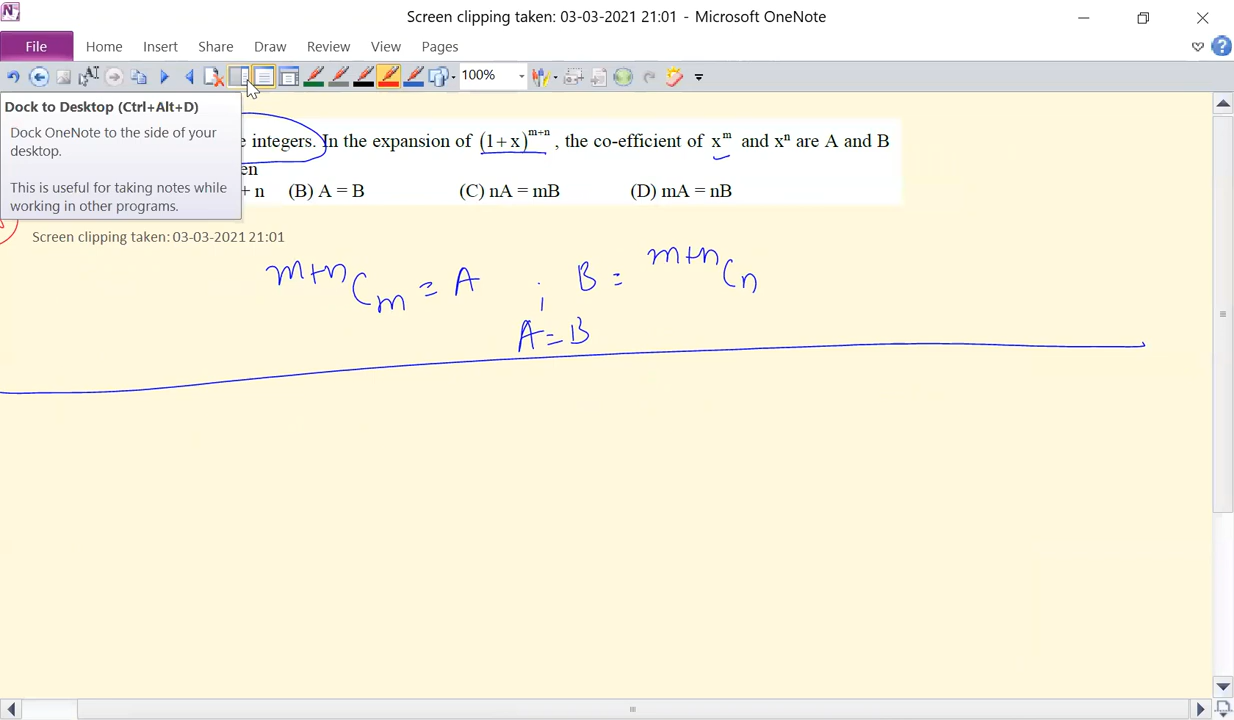 Screen clipping taken: 03-03-2021 21:01 - Microsoft OneNote
File Home Insert Share Draw Review View Pages
100%
Dock to Desktop (Ctrl+Alt+D)
Dock OneNote to the side of your
desktop.
This is useful for taking notes while
working in other programs.
e integers. In the expansion of (1+x)^{m+n}, the co-efficient of x^m and x^n are A and B
en
+ n (B) A = B (C) nA = mB (D) mA = nB
Screen clipping taken: 03-03-2021 21:01
^{m+n}C_m = A ; B = ^{m+n}C_n
A = B